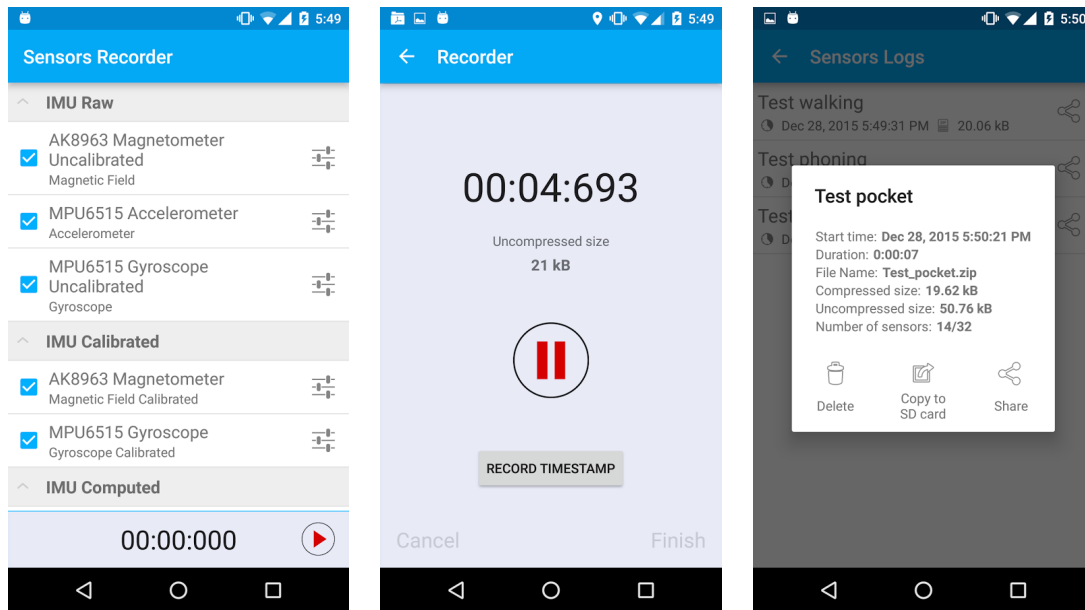 5:49
Sensors Recorder
IMU Raw
AK8963 Magnetometer
Uncalibrated
Magnetic Field
MPU6515 Accelerometer
Accelerometer
MPU6515 Gyroscope
Uncalibrated
Gyroscope
IMU Calibrated
AK8963 Magnetometer
Magnetic Field Calibrated
MPU6515 Gyroscope
Gyroscope Calibrated
IMU Computed
00:00:000
5:49
Recorder
00:04:693
Uncompressed size
21 kB
RECORD TIMESTAMP
Cancel
Finish
5:50
Sensors Logs
Test walking
Dec 28, 2015 5:49:31 PM 20.06 kB
Test phoning
D
Test
D
Test pocket
Start time: Dec 28, 2015 5:50:21 PM
Duration: 0:00:07
File Name: Test_pocket.zip
Compressed size: 19.62 kB
Uncompressed size: 50.76 kB
Number of sensors: 14/32
Delete
Copy to
SD card
Share